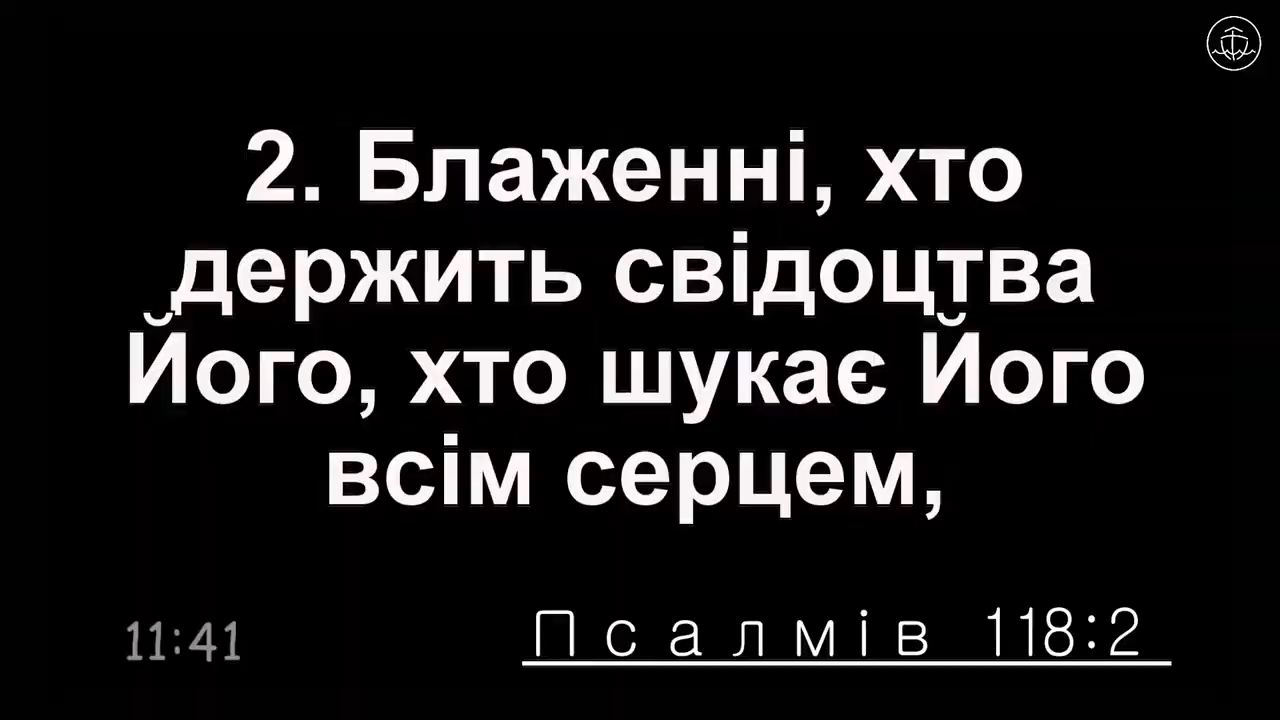 2. Блаженні, хто
держить свідоцтва
Його, хто шукає Його
всім серцем,
11:41
Псалмів 118:2